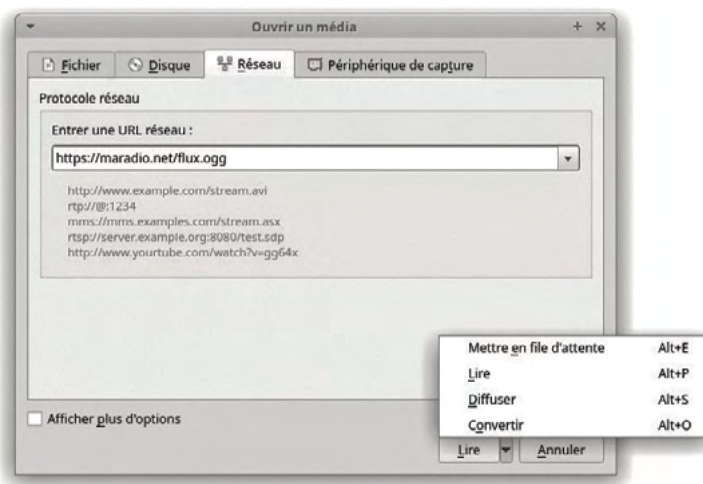 Ouvrir un média
Fichier Disque Réseau Périphérique de capture
Protocole réseau
Entrer une URL réseau :
https://maradio.net/flux.ogg
http://www.example.com/stream.avi
rtp://@:1234
mms://mms.examples.com/stream.asx
rtsp://server.example.org:8080/test.sdp
http://www.yourtube.com/watch?v=gg64x
Mettre en file d'attente Alt+E
Lire Alt+P
Diffuser Alt+S
Convertir Alt+O
Afficher plus d'options
Lire Annuler